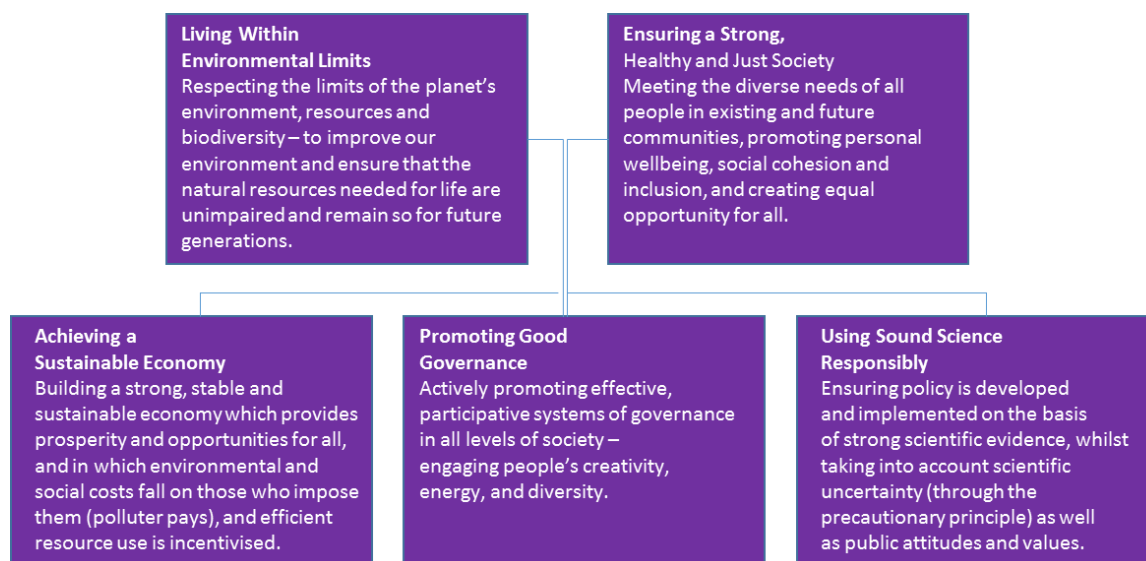 Living Within
Environmental Limits
Respecting the limits of the planet’s
environment, resources and
biodiversity – to improve our
environment and ensure that the
natural resources needed for life are
unimpaired and remain so for future
generations.
Ensuring a Strong,
Healthy and Just Society
Meeting the diverse needs of all
people in existing and future
communities, promoting personal
wellbeing, social cohesion and
inclusion, and creating equal
opportunity for all.
Achieving a
Sustainable Economy
Building a strong, stable and
sustainable economy which provides
prosperity and opportunities for all,
and in which environmental and
social costs fall on those who impose
them (polluter pays), and efficient
resource use is incentivised.
Promoting Good
Governance
Actively promoting effective,
participative systems of governance
in all levels of society –
engaging people’s creativity,
energy, and diversity.
Using Sound Science
Responsibly
Ensuring policy is developed
and implemented on the basis
of strong scientific evidence, whilst
taking into account scientific
uncertainty (through the
precautionary principle) as well
as public attitudes and values.